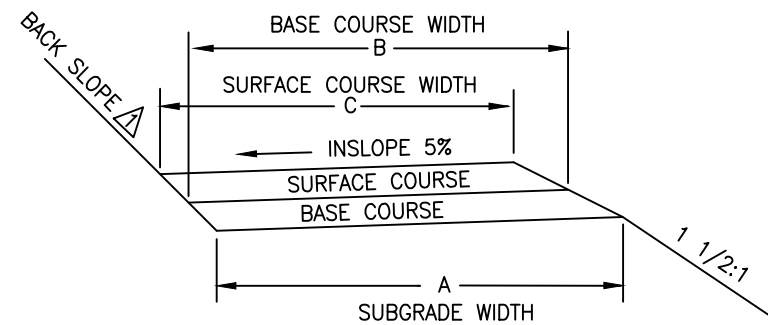 BACK SLOPE 1
BASE COURSE WIDTH
B
SURFACE COURSE WIDTH
C
INSLOPE 5%
SURFACE COURSE
BASE COURSE
1 1/2:1
A
SUBGRADE WIDTH